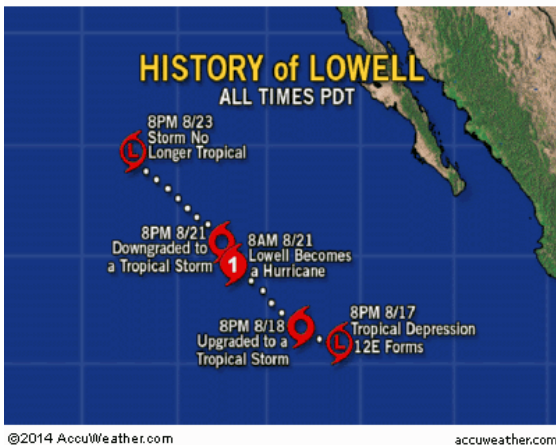 HISTORY of LOWELL
ALL TIMES PDT
8PM 8/23
Storm No
Longer Tropical
L
8PM 8/21
Downgraded to
a Tropical Storm
8AM 8/21
Lowell Becomes
a Hurricane
1
8PM 8/18
Upgraded to a
Tropical Storm
8PM 8/17
Tropical Depression
12E Forms
L
©2014 AccuWeather.com
accuweather.com